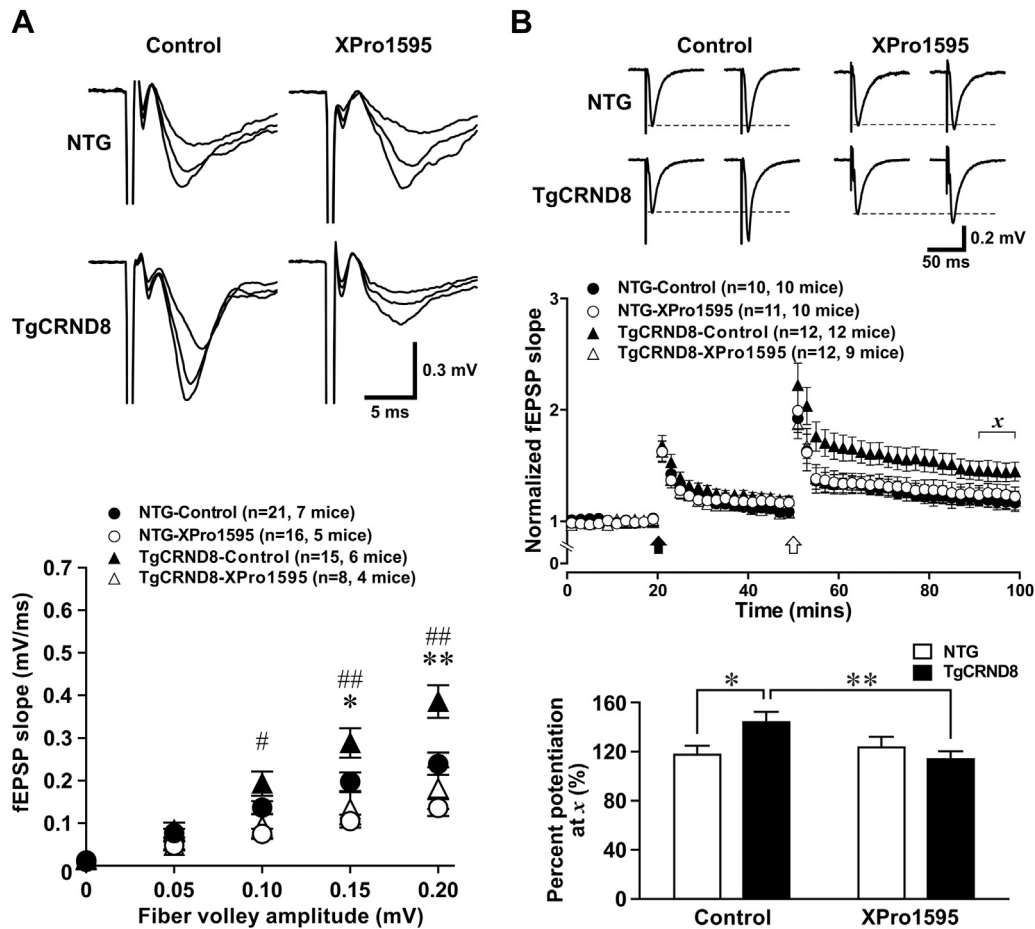 A
Control
XPro1595
NTG
TgCRND8
0.3 mV
5 ms
NTG-Control (n=21, 7 mice)
NTG-XPro1595 (n=16, 5 mice)
TgCRND8-Control (n=15, 6 mice)
TgCRND8-XPro1595 (n=8, 4 mice)
fEPSP slope (mV/ms)
0.7
0.6
0.5
0.4
0.3
0.2
0.1
0
#
##
*
##
**
0
0.05
0.10
0.15
0.20
Fiber volley amplitude (mV)
B
Control
XPro1595
NTG
TgCRND8
0.2 mV
50 ms
NTG-Control (n=10, 10 mice)
NTG-XPro1595 (n=11, 10 mice)
TgCRND8-Control (n=12, 12 mice)
TgCRND8-XPro1595 (n=12, 9 mice)
Normalized fEPSP slope
3
2
1
0
x
0
20
40
60
80
100
Time (mins)
NTG
TgCRND8
*
**
Percent potentiation
at x (%)
160
120
80
40
0
Control
XPro1595